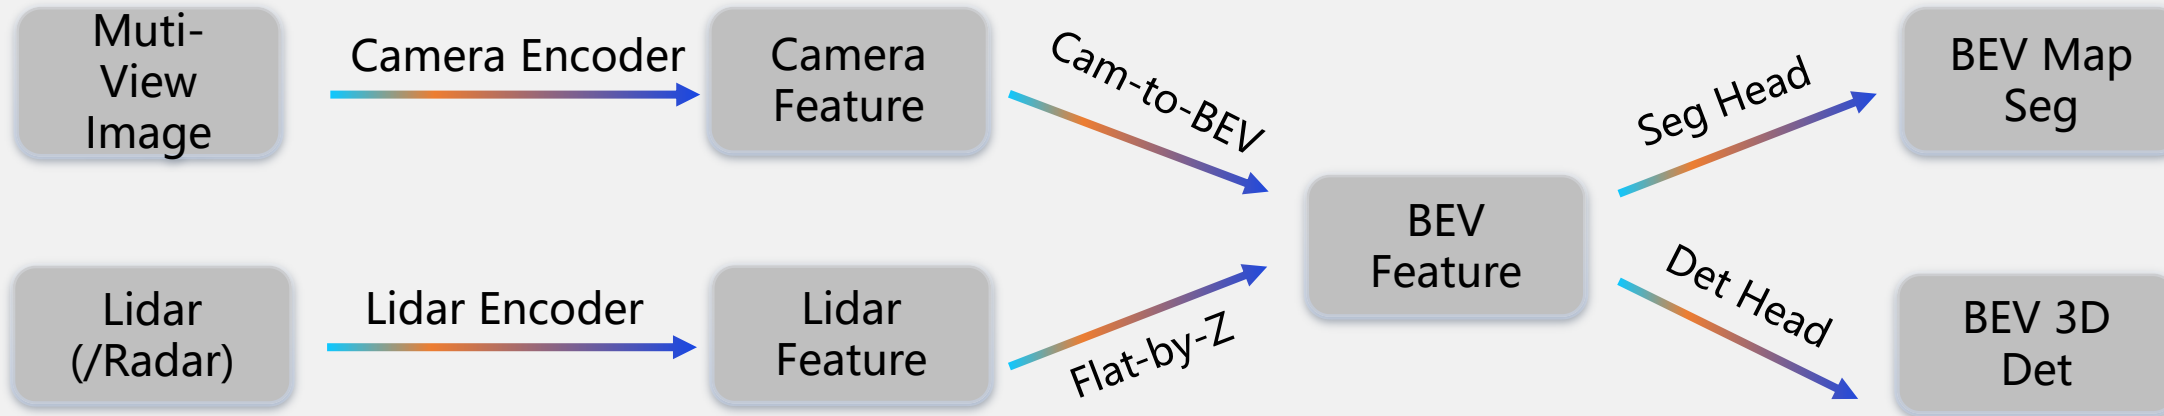 Muti-
View
Image
Camera Encoder
Camera
Feature
Cam-to-BEV
Seg Head
BEV Map
Seg
BEV
Feature
Lidar
(/Radar)
Lidar Encoder
Lidar
Feature
Flat-by-Z
Det Head
BEV 3D
Det